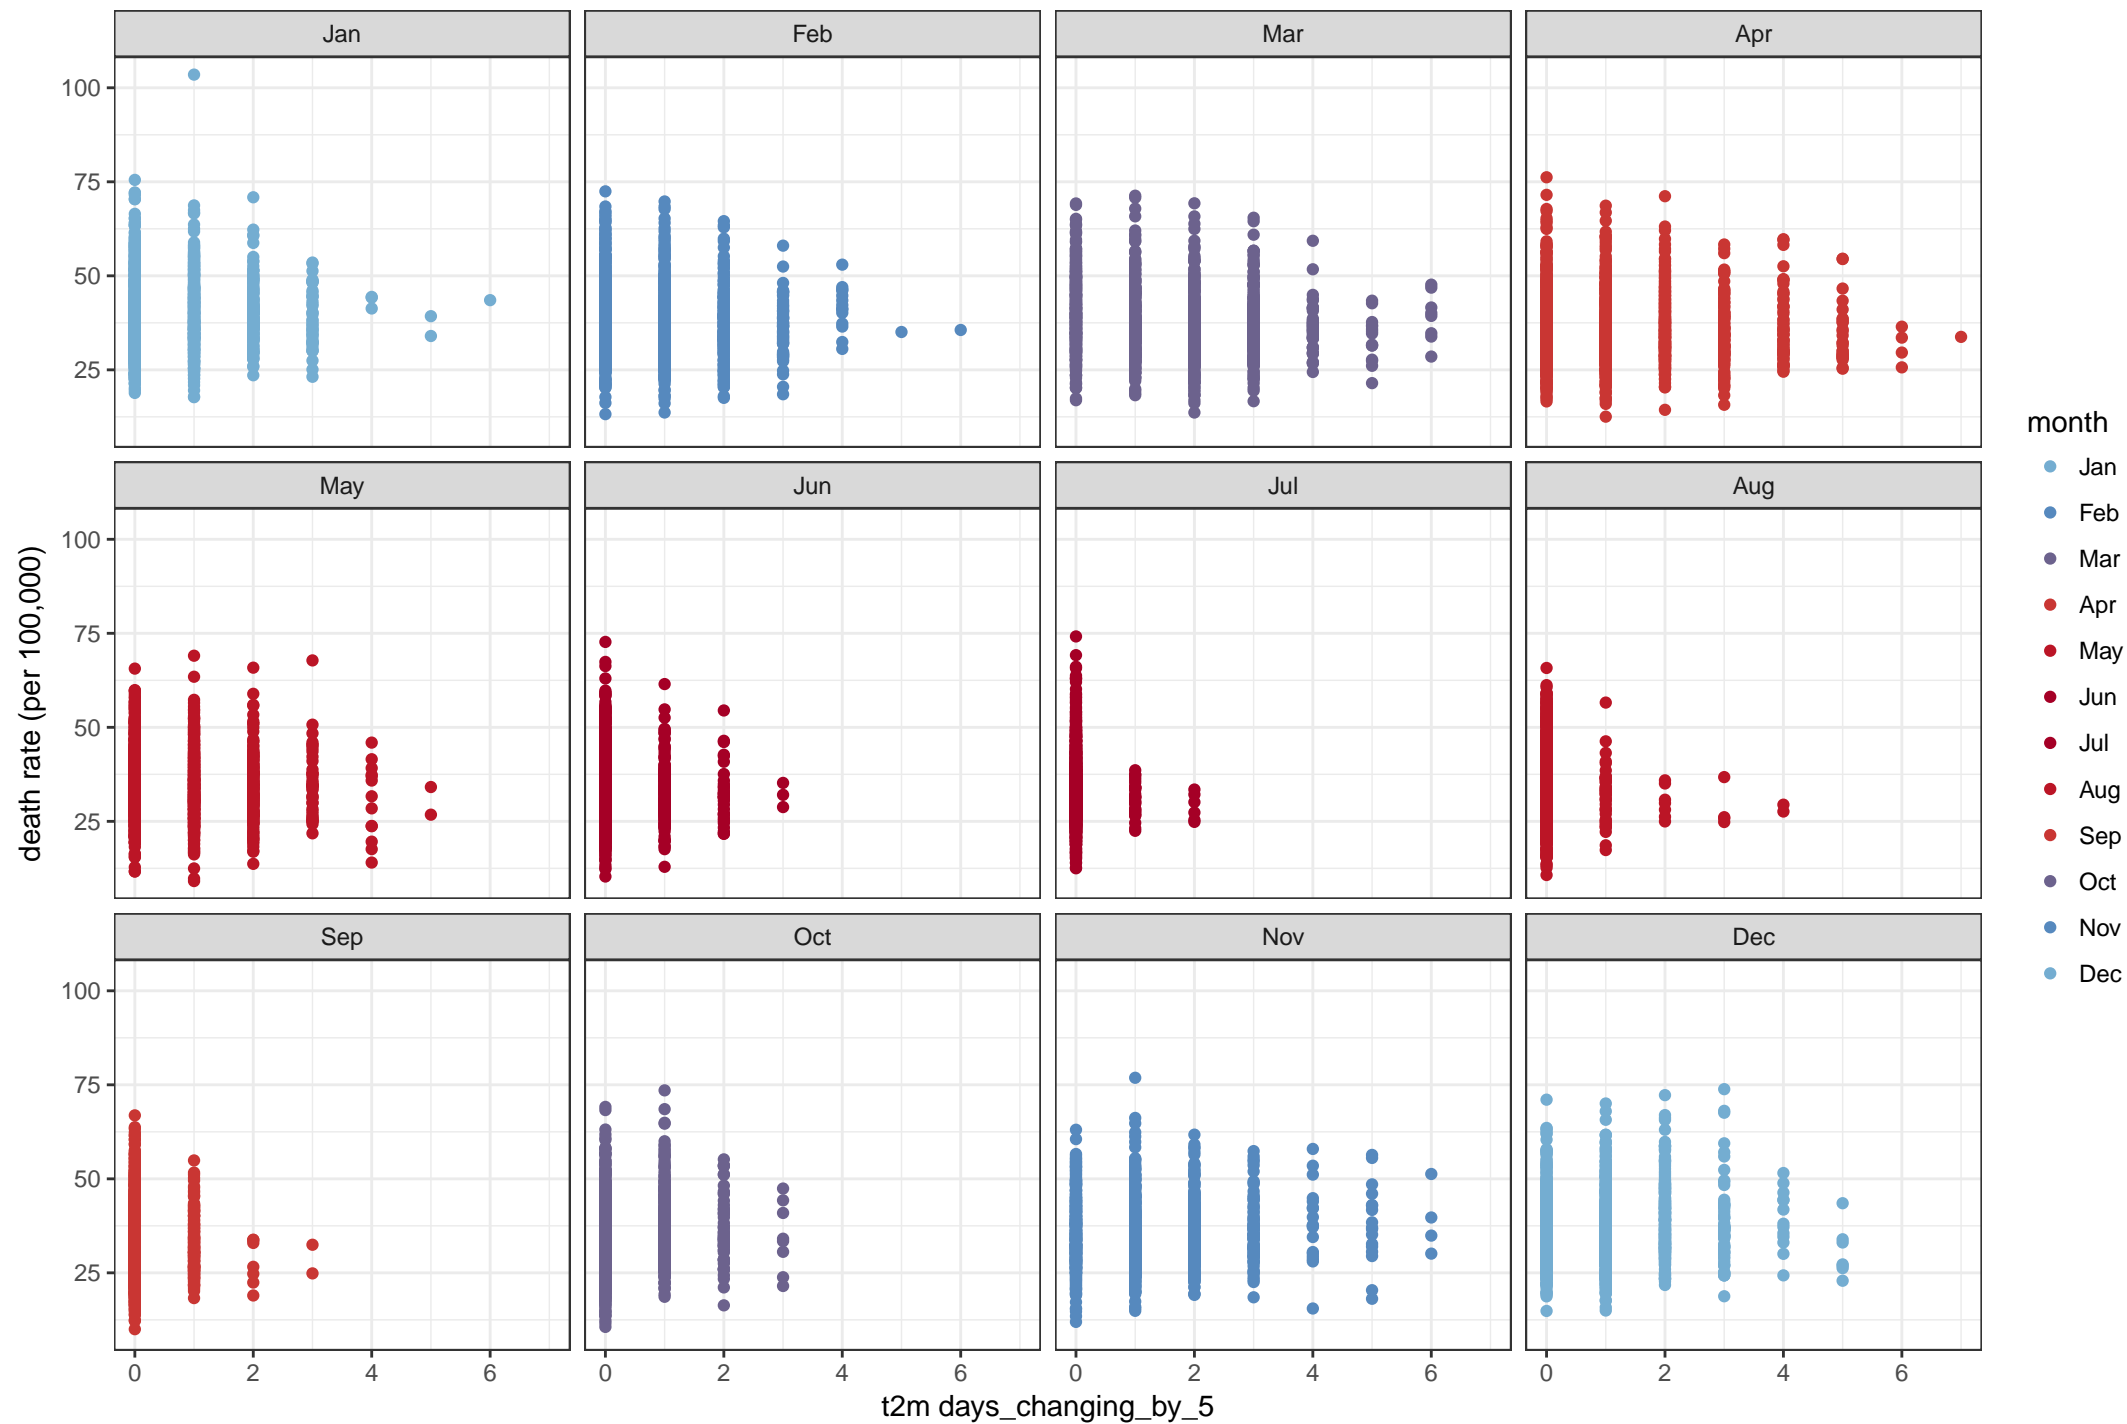 Jan Feb Mar Apr
100
75
50
25
May Jun Jul Aug
100
75
50
25
Sep Oct Nov Dec
100
75
50
25
0 2 4 6 0 2 4 6 0 2 4 6 0 2 4 6
t2m days_changing_by_5
death rate (per 100,000)
month
Jan
Feb
Mar
Apr
May
Jun
Jul
Aug
Sep
Oct
Nov
Dec